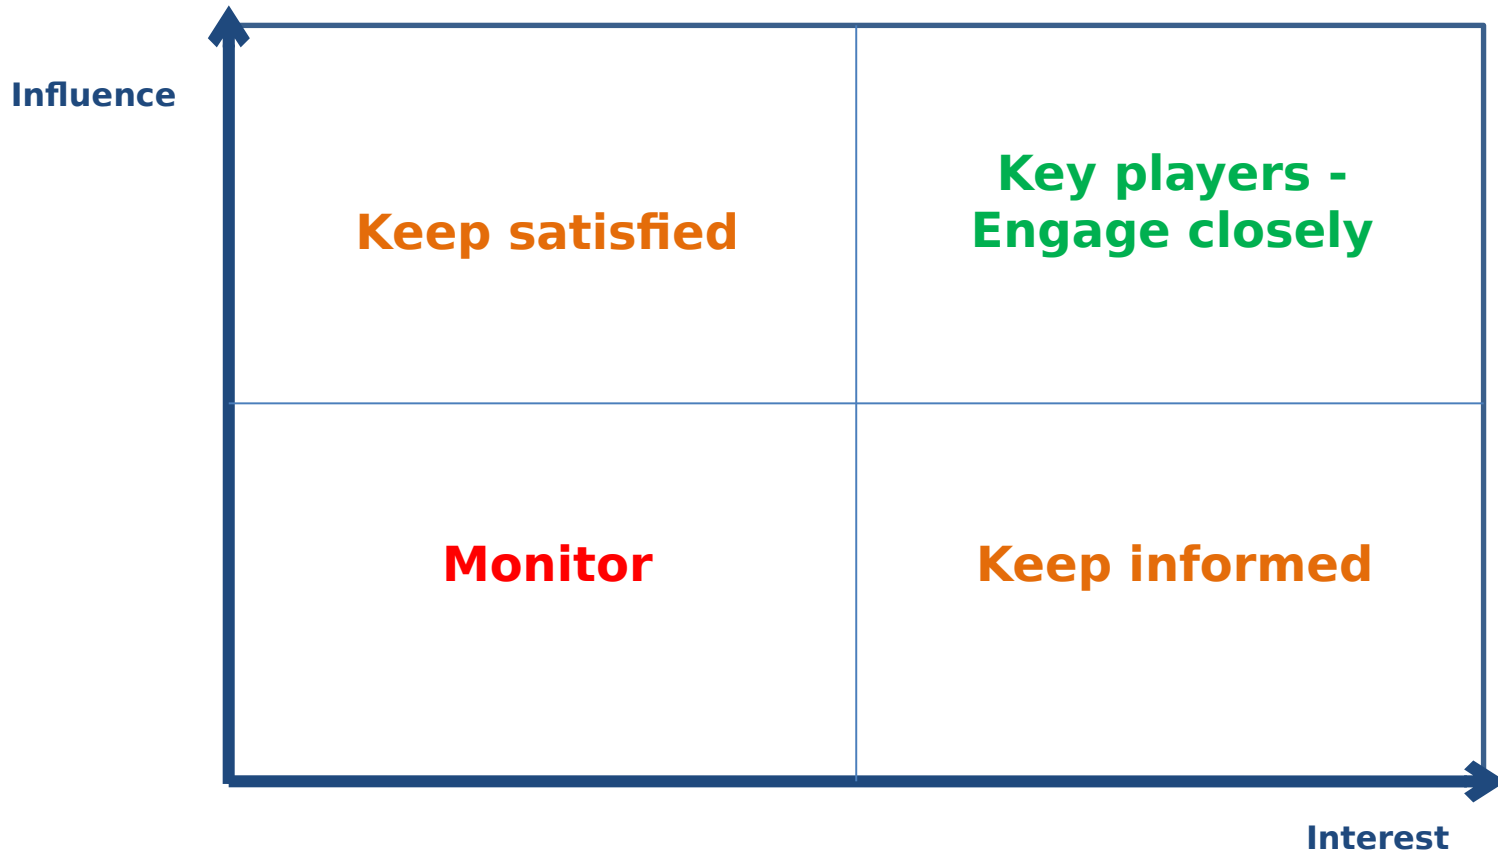 Influence
Key players -
Engage closely
Keep satisfied
Monitor
Keep informed
Interest